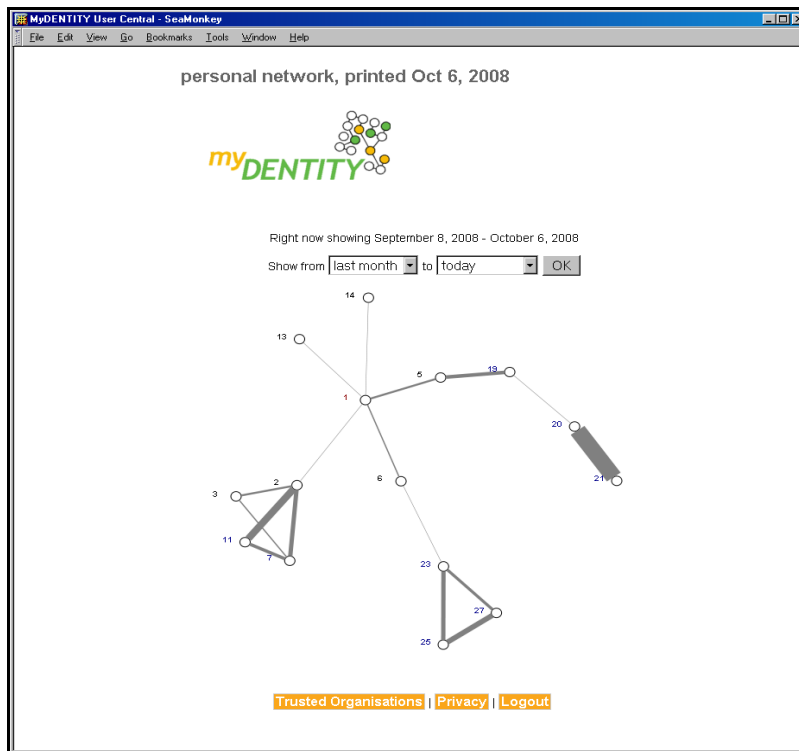 MyDENTITY User Central - SeaMonkey
File Edit View Go Bookmarks Tools Window Help
personal network, printed Oct 6, 2008
myDENTITY
Right now showing September 8, 2008 - October 6, 2008
Show from last month to today OK
14
13
1
5
19
20
21
2
3
6
11
7
23
27
25
Trusted Organisations | Privacy | Logout